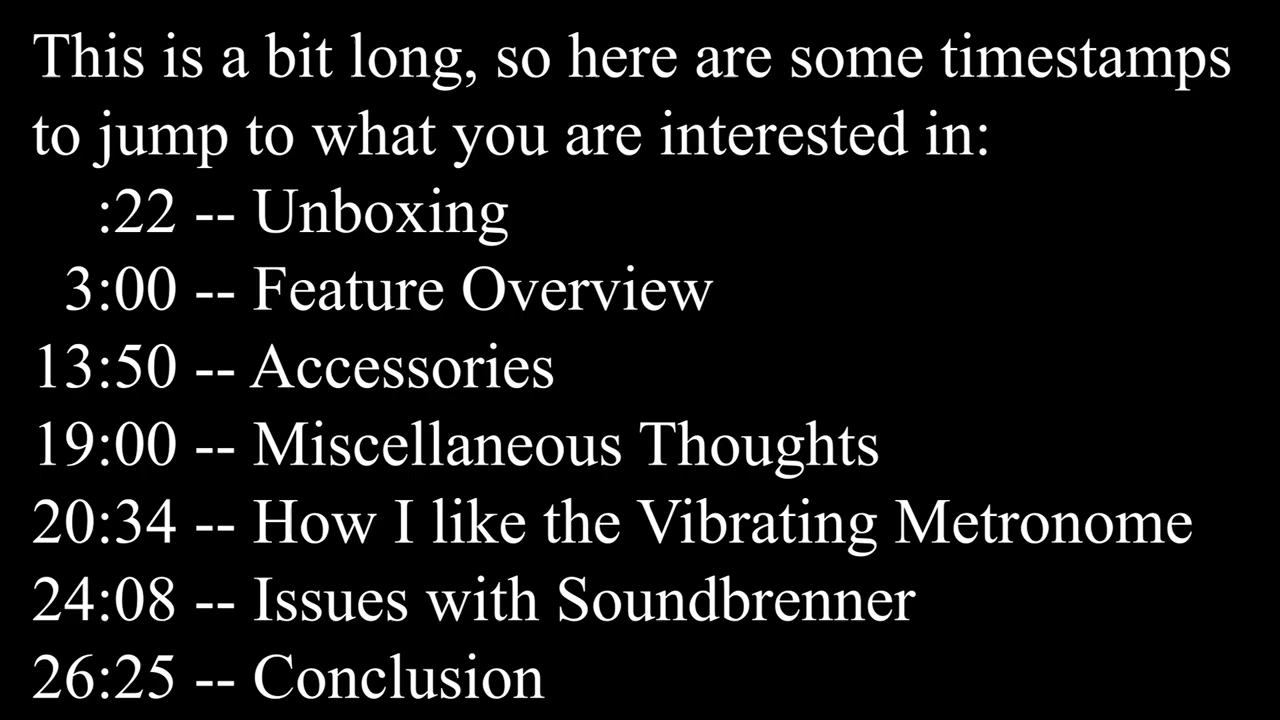 This is a bit long, so here are some timestamps
to jump to what you are interested in:
:22 -- Unboxing
3:00 -- Feature Overview
13:50 -- Accessories
19:00 -- Miscellaneous Thoughts
20:34 -- How I like the Vibrating Metronome
24:08 -- Issues with Soundbrenner
26:25 -- Conclusion